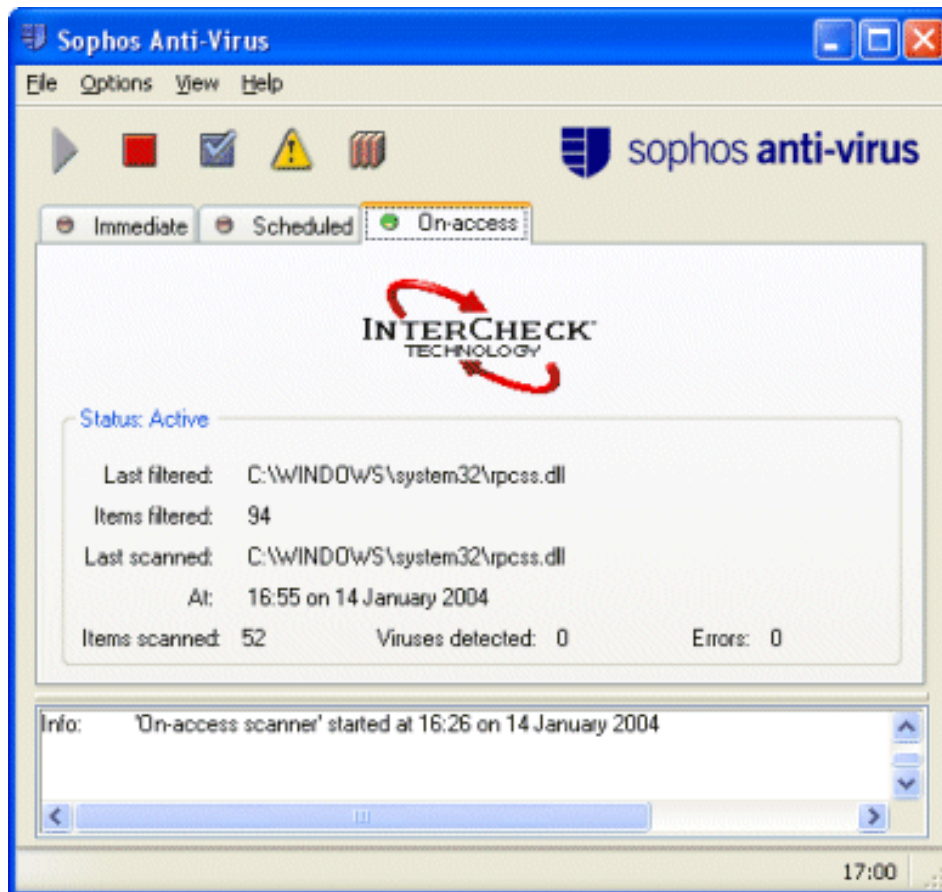 Sophos Anti-Virus
File Options View Help
sophos anti-virus
Immediate Scheduled On-access
INTERCHECK
TECHNOLOGY
Status: Active
Last filtered: C:\WINDOWS\system32\rpcss.dll
Items filtered: 94
Last scanned: C:\WINDOWS\system32\rpcss.dll
At: 16:55 on 14 January 2004
Items scanned: 52 Viruses detected: 0 Errors: 0
Info: 'On-access scanner' started at 16:26 on 14 January 2004
17:00